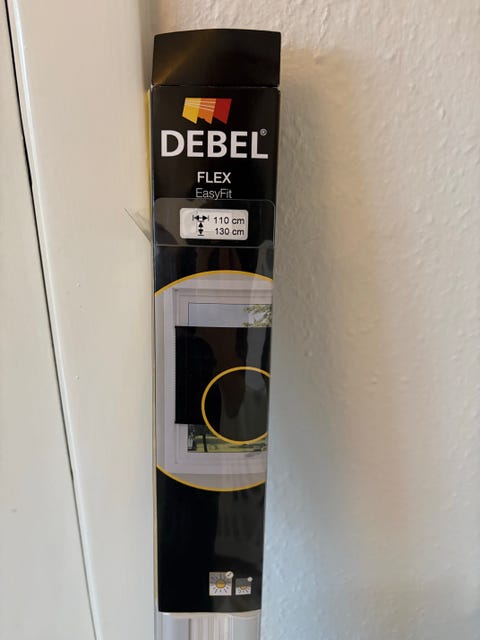 DEBEL®
FLEX
EasyFit
110 cm
130 cm